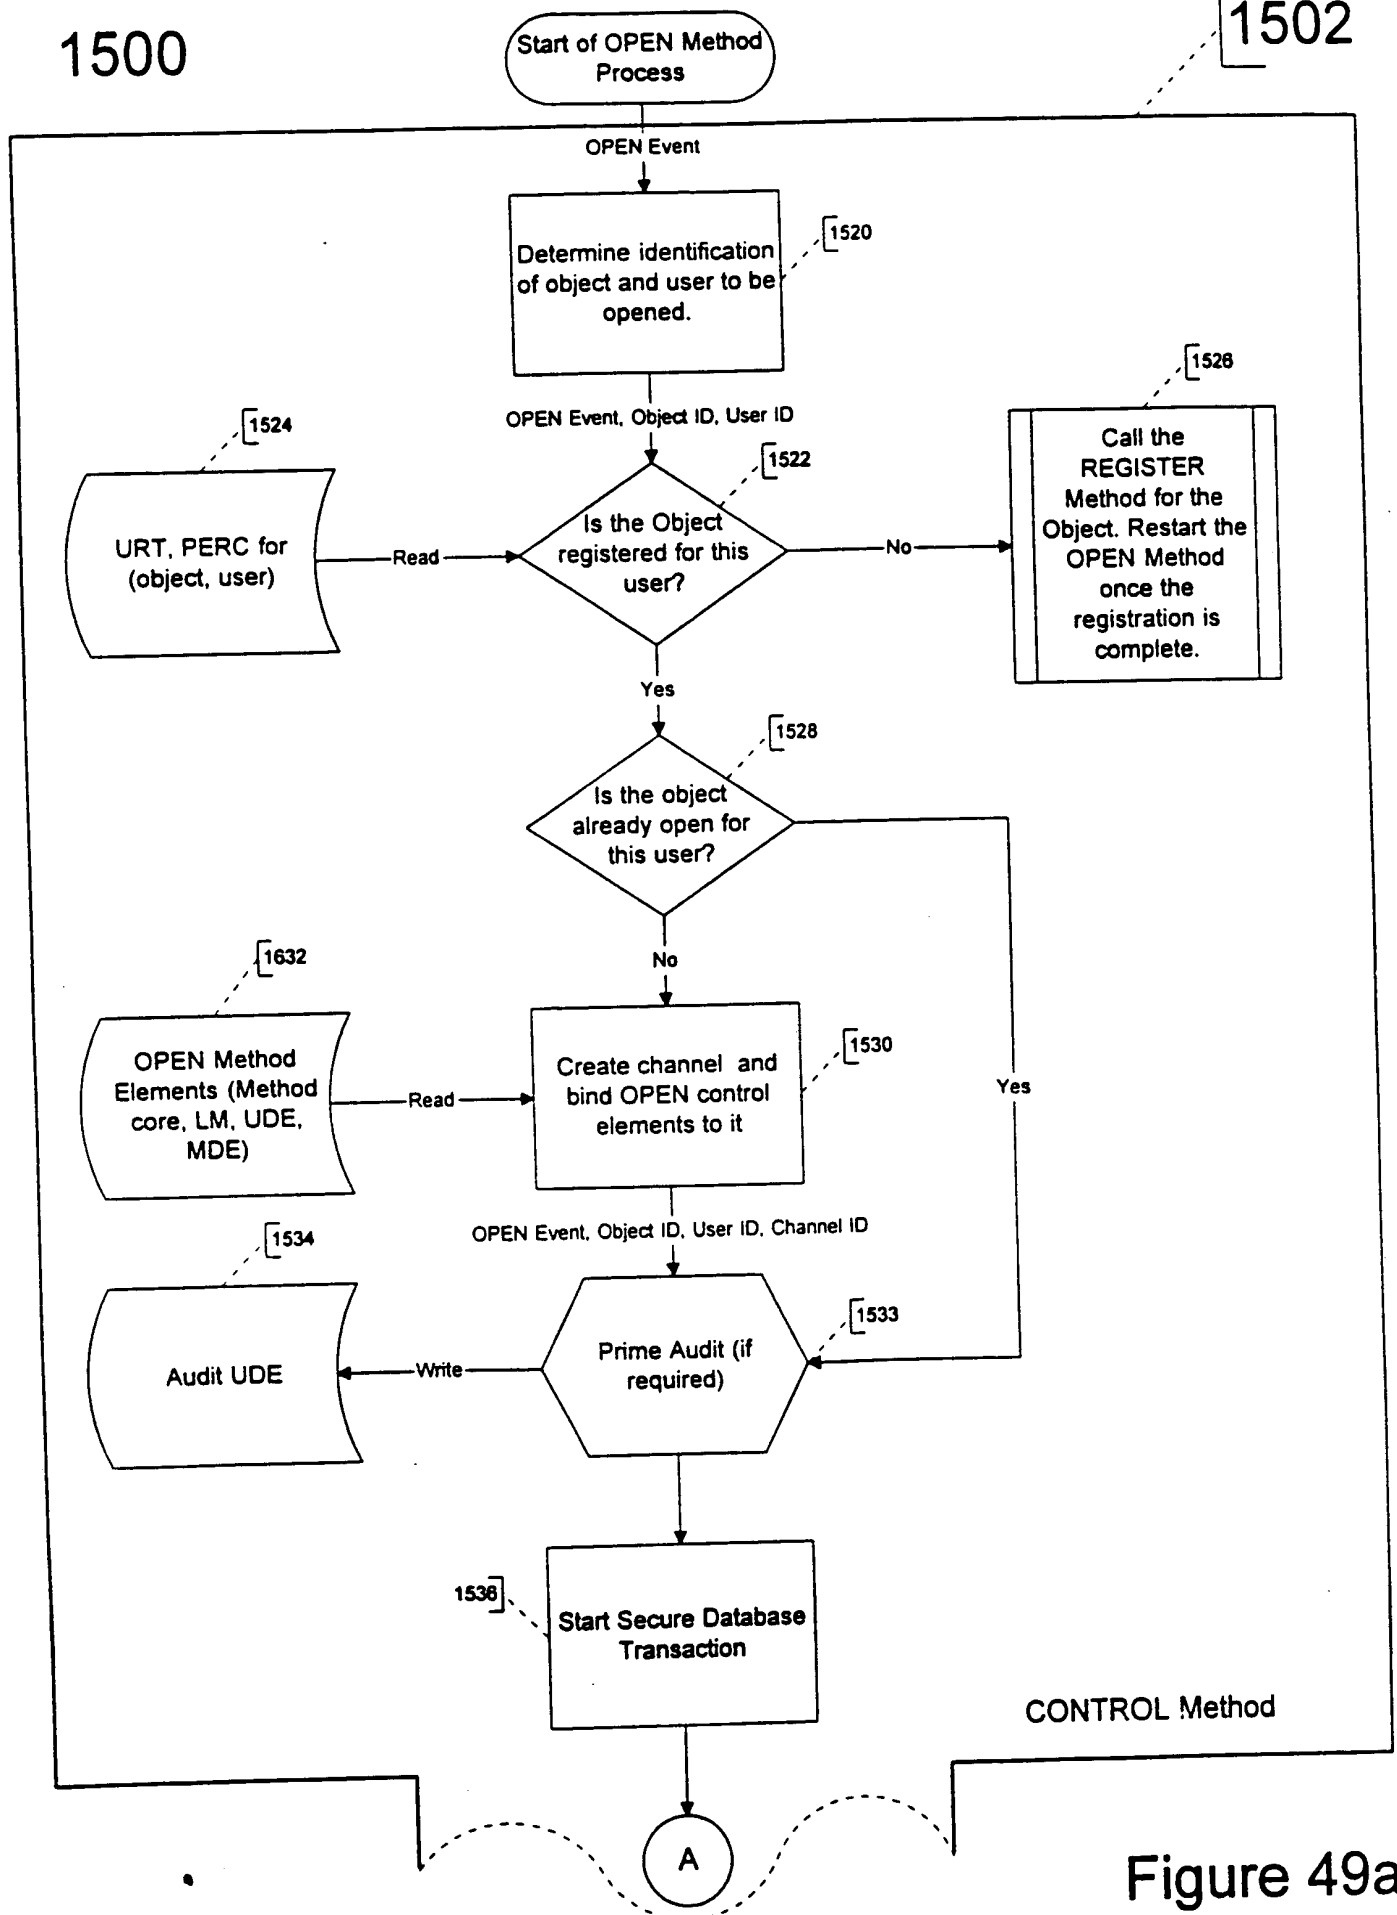 1500
1502
Start of OPEN Method
Process
OPEN Event
Determine identification
of object and user to be
opened.
1520
OPEN Event, Object ID, User ID
1524
1522
1526
URT, PERC for
(object, user)
Read
Is the Object
registered for this
user?
No
Call the
REGISTER
Method for the
Object. Restart the
OPEN Method
once the
registration is
complete.
Yes
1528
Is the object
already open for
this user?
No
Yes
1632
OPEN Method
Elements (Method
core, LM, UDE,
MDE)
Read
Create channel and
bind OPEN control
elements to it
1530
OPEN Event, Object ID, User ID, Channel ID
1534
1533
Audit UDE
Write
Prime Audit (if
required)
1536
Start Secure Database
Transaction
CONTROL Method
A
Figure 49a